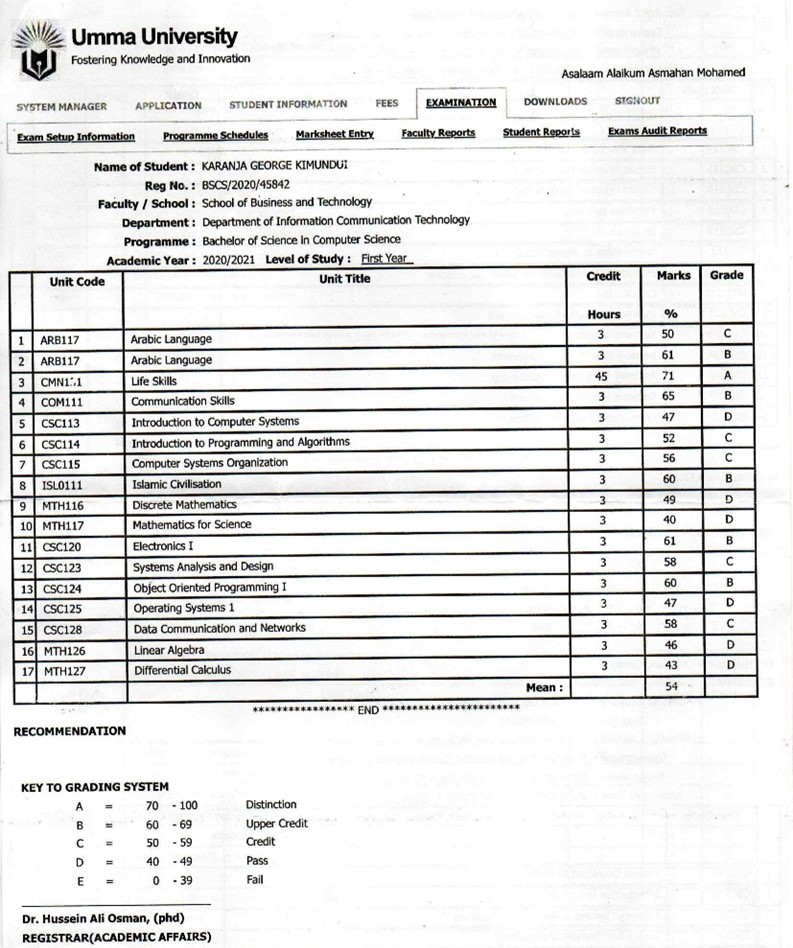 Umma University
Fostering Knowledge and Innovation
Asalaam Alaikum Asmahan Mohamed
SYSTEM MANAGER APPLICATION STUDENT INFORMATION FEES EXAMINATION DOWNLOADS SIGNOUT
Exam Setup Information Programme Schedules Marksheet Entry Faculty Reports Student Reports Exams Audit Reports
Name of Student : KARANJA GEORGE KIMUNDUI
Reg No. : BSCS/2020/45842
Faculty / School : School of Business and Technology
Department : Department of Information Communication Technology
Programme : Bachelor of Science in Computer Science
Academic Year : 2020/2021 Level of Study : First Year
Unit Code Unit Title Credit Marks Grade
Hours %
1 ARB117 Arabic Language 3 50 C
2 ARB117 Arabic Language 3 61 B
3 Life Skills 45 71 A
4 COM111 Communication Skills 3 65 B
5 CSC113 Introduction to Computer Systems 3 47 D
6 CSC114 Introduction to Programming and Algorithms 3 52 C
7 CSC115 Computer Systems Organization 3 56 C
8 ISL0111 Islamic Civilisation 3 60 B
9 MTH116 Discrete Mathematics 3 49 D
10 MTH117 Mathematics for Science 3 40 D
11 CSC120 Electronics I 3 61 B
12 CSC123 Systems Analysis and Design 3 58 C
13 CSC124 Object Oriented Programming I 3 60 B
14 CSC125 Operating Systems 1 3 47 D
15 CSC128 Data Communication and Networks 3 58 C
16 MTH126 Linear Algebra 3 46 D
17 MTH127 Differential Calculus 3 43 D
Mean : 54
***************** END ***********************
RECOMMENDATION
KEY TO GRADING SYSTEM
A = 70 - 100 Distinction
B = 60 - 69 Upper Credit
C = 50 - 59 Credit
D = 40 - 49 Pass
E = 0 - 39 Fail
Dr. Hussein Ali Osman, (phd)
REGISTRAR(ACADEMIC AFFAIRS)